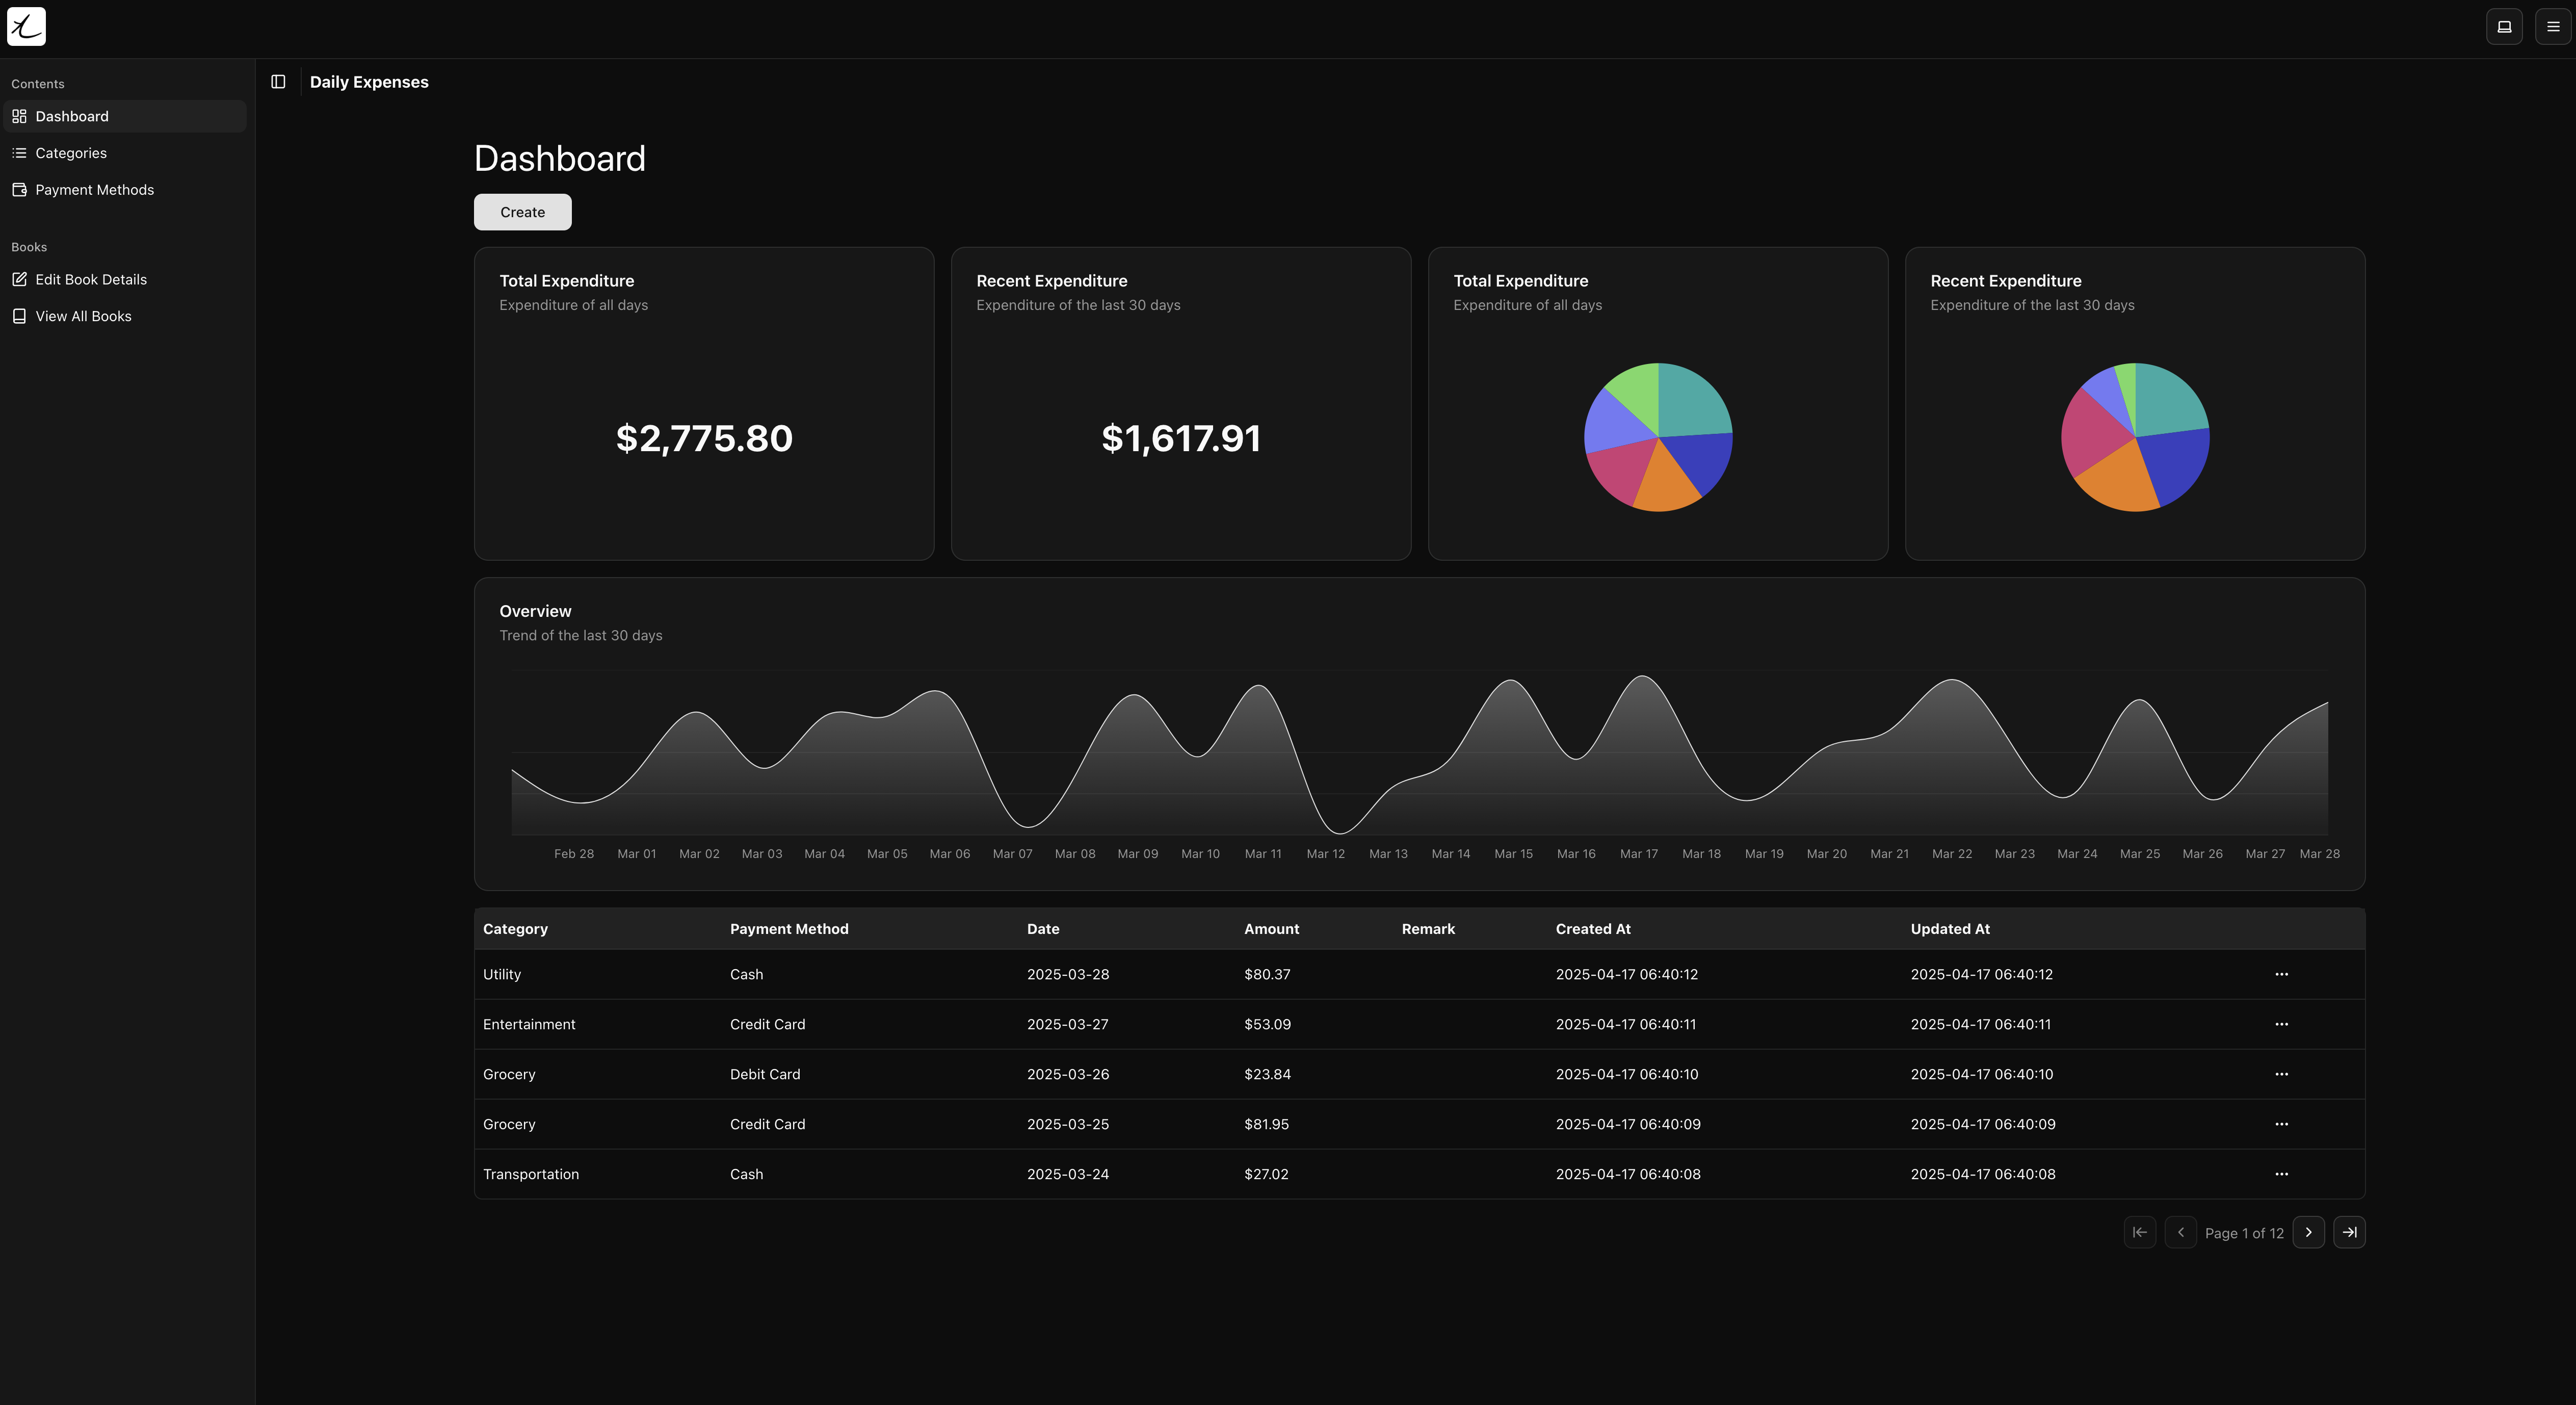 Contents
Dashboard
Categories
Payment Methods
Books
Edit Book Details
View All Books
Daily Expenses
Dashboard
Create
Total Expenditure
Expenditure of all days
$2,775.80
Recent Expenditure
Expenditure of the last 30 days
$1,617.91
Total Expenditure
Expenditure of all days
Recent Expenditure
Expenditure of the last 30 days
Overview
Trend of the last 30 days
Feb 28 Mar 01 Mar 02 Mar 03 Mar 04 Mar 05 Mar 06 Mar 07 Mar 08 Mar 09 Mar 10 Mar 11 Mar 12 Mar 13 Mar 14 Mar 15 Mar 16 Mar 17 Mar 18 Mar 19 Mar 20 Mar 21 Mar 22 Mar 23 Mar 24 Mar 25 Mar 26 Mar 27 Mar 28
Category Payment Method Date Amount Remark Created At Updated At
Utility Cash 2025-03-28 $80.37 2025-04-17 06:40:12 2025-04-17 06:40:12
Entertainment Credit Card 2025-03-27 $53.09 2025-04-17 06:40:11 2025-04-17 06:40:11
Grocery Debit Card 2025-03-26 $23.84 2025-04-17 06:40:10 2025-04-17 06:40:10
Grocery Credit Card 2025-03-25 $81.95 2025-04-17 06:40:09 2025-04-17 06:40:09
Transportation Cash 2025-03-24 $27.02 2025-04-17 06:40:08 2025-04-17 06:40:08
Page 1 of 12